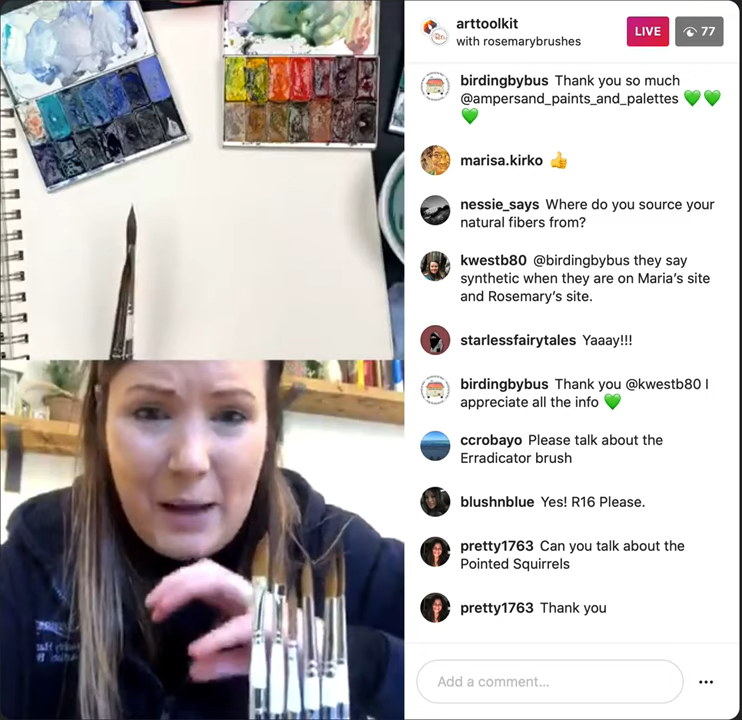 arttoolkit
with rosemarybrushes
LIVE
77
birdingbybus Thank you so much
@ampersand_paints_and_palettes 💚💚
💚
marisa.kirko 👍
nessie_says Where do you source your
natural fibers from?
kwestb80 @birdingbybus they say
synthetic when they are on Maria’s site
and Rosemary’s site.
starlessfairytales Yaaay!!!
birdingbybus Thank you @kwestb80 I
appreciate all the info 💚
ccrobayo Please talk about the
Erradicator brush
blushnblue Yes! R16 Please.
pretty1763 Can you talk about the
Pointed Squirrels
pretty1763 Thank you
Add a comment...